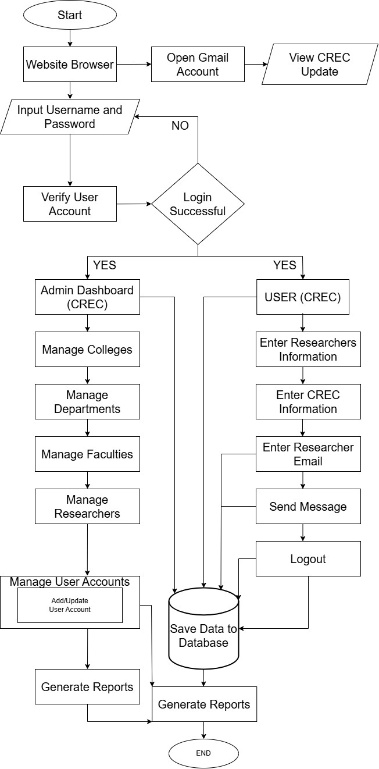 Start
Website Browser
Open Gmail
Account
View CREC
Update
Input Username and
Password
NO
Verify User
Account
Login
Successful
YES
YES
Admin Dashboard
(CREC)
USER (CREC)
Manage Colleges
Enter Researchers
Information
Manage
Departments
Enter CREC
Information
Manage Faculties
Enter Researcher
Email
Manage
Researchers
Send Message
Logout
Manage User Accounts
Add/Update
User Account
Save Data to
Database
Generate Reports
Generate Reports
END